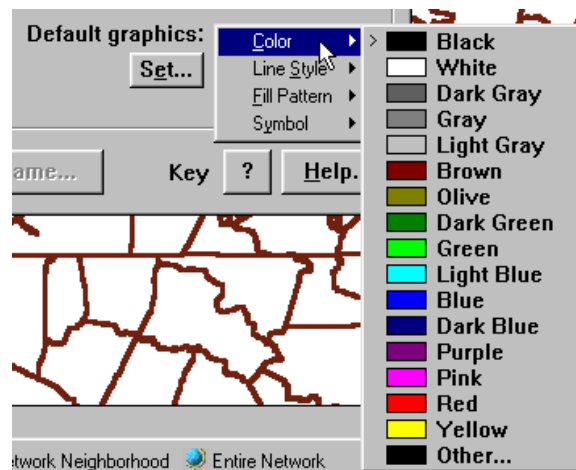 Default graphics:
Set...
Color
Line Style
Fill Pattern
Symbol
> Black
White
Dark Gray
Gray
Light Gray
Brown
Olive
Dark Green
Green
Light Blue
Blue
Dark Blue
Purple
Pink
Red
Yellow
Other...
ame... Key ? Help.
twork Neighborhood Entire Network